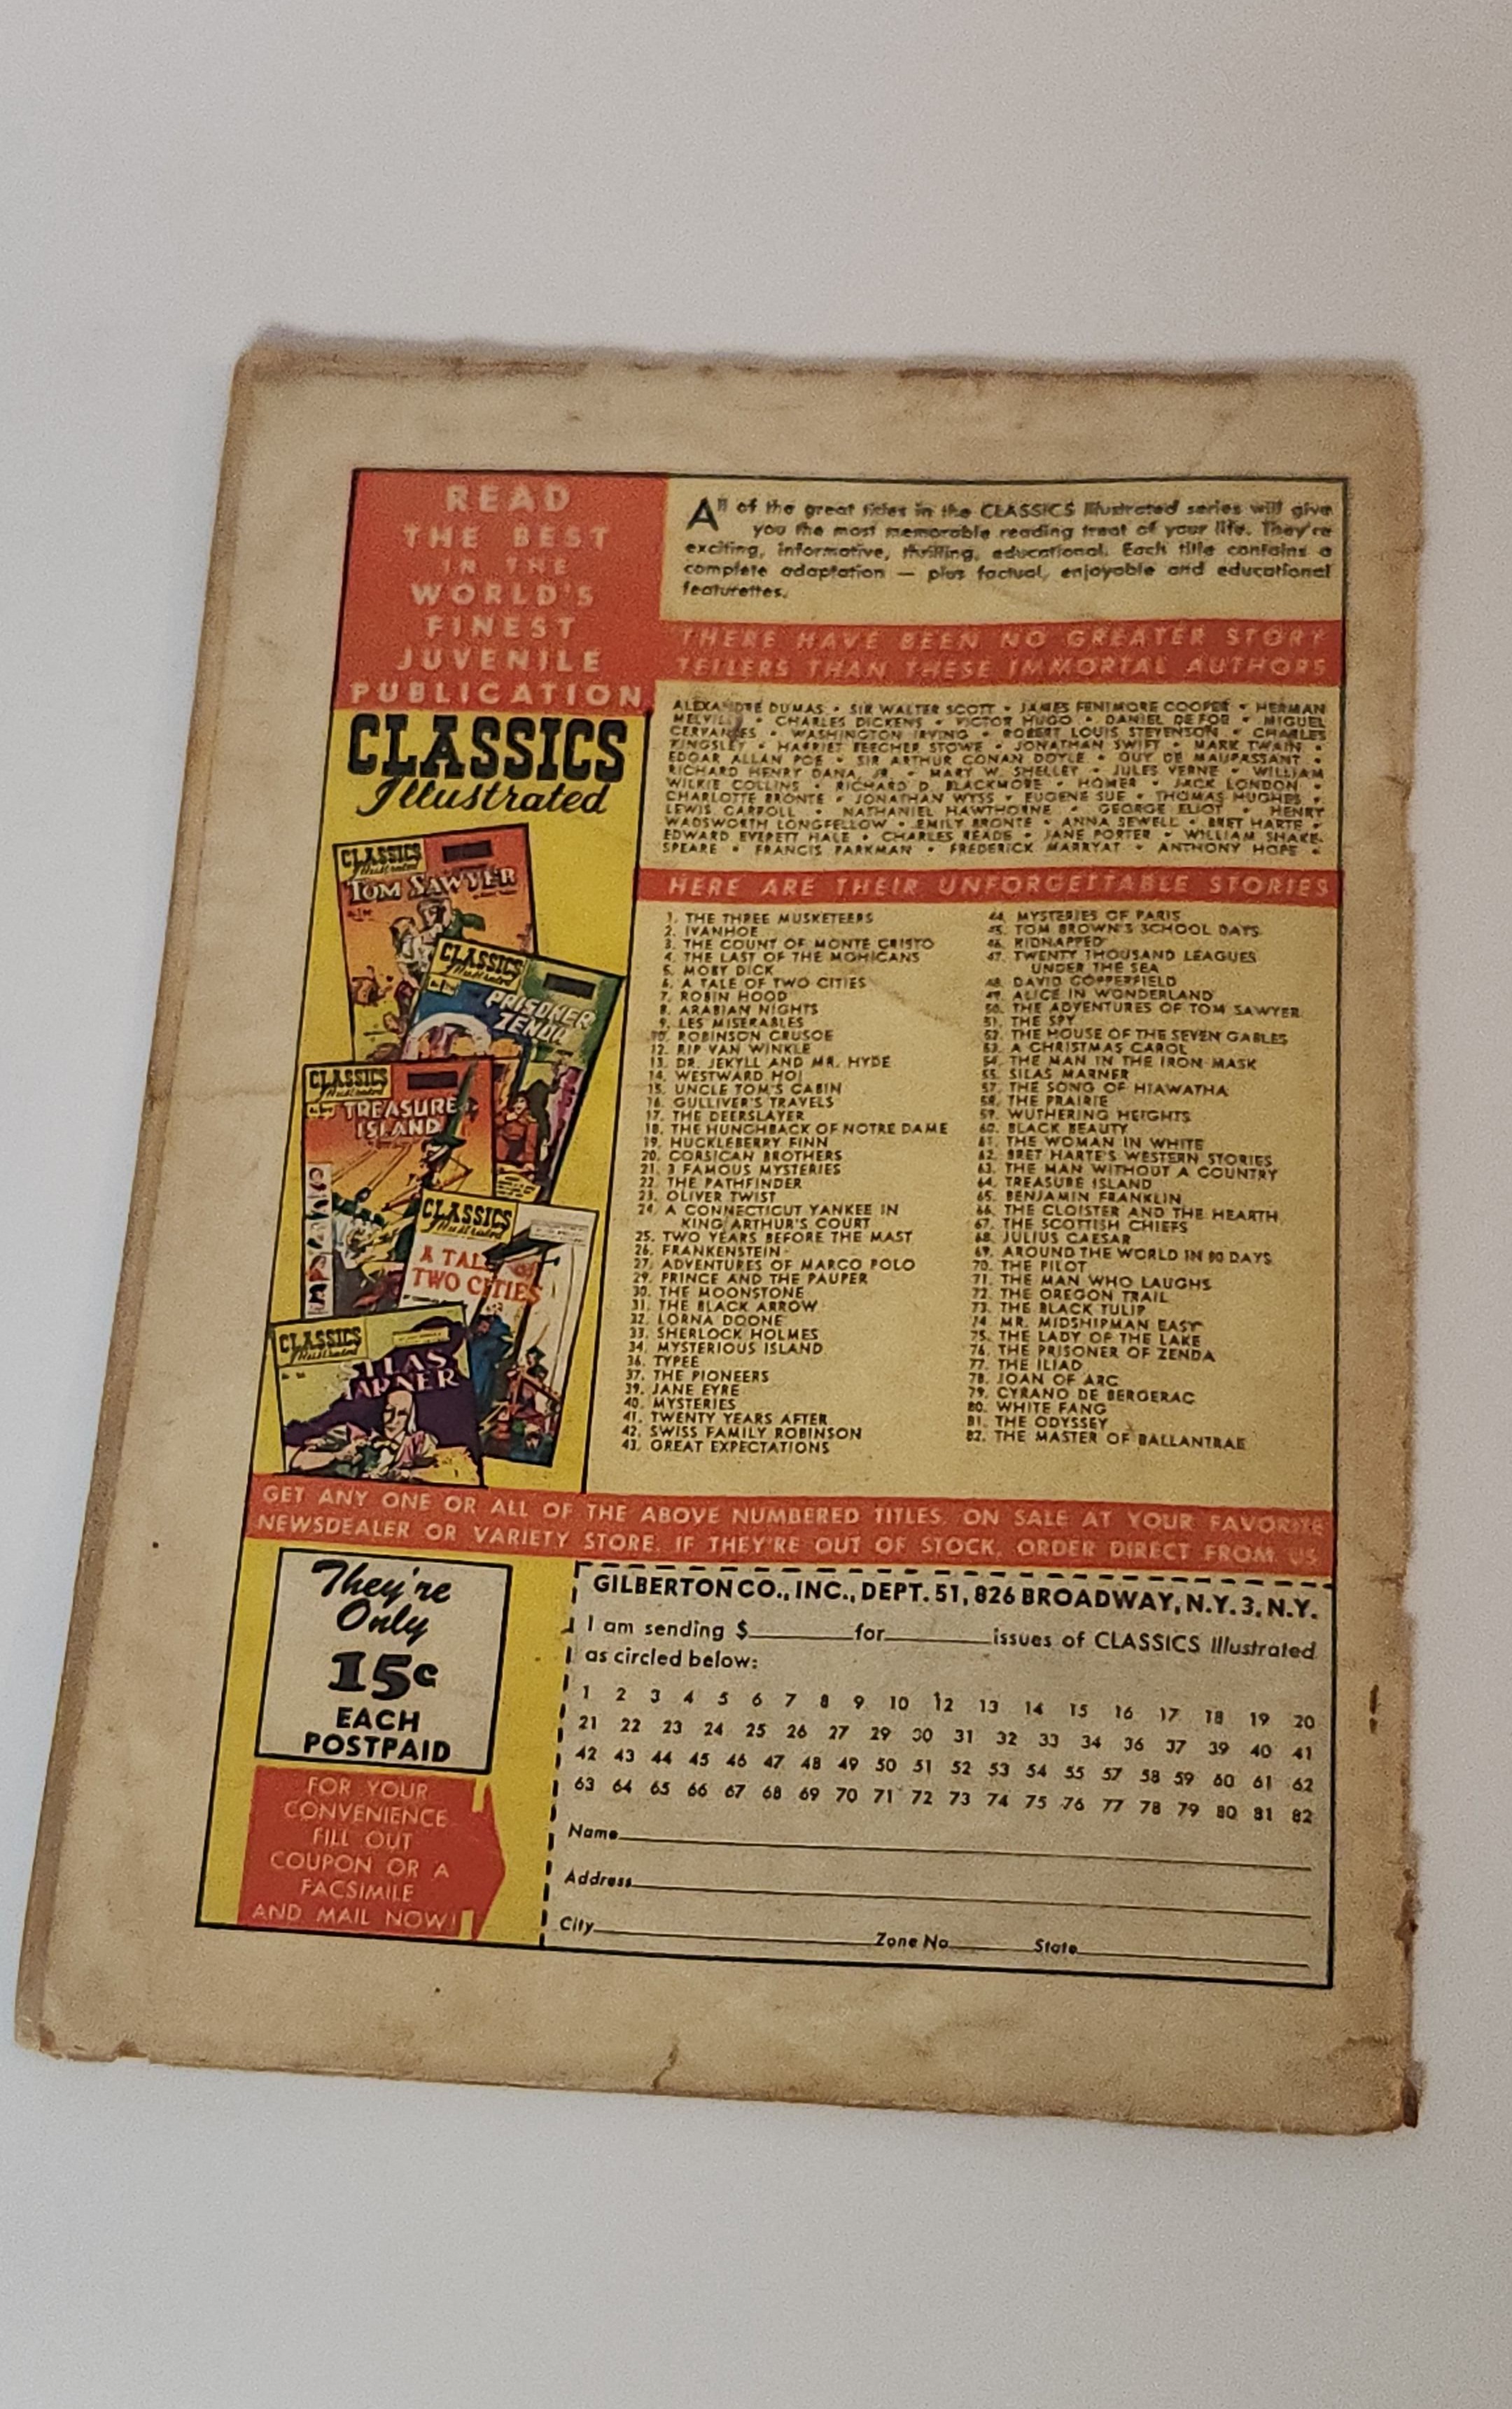 READ
THE BEST
IN THE
WORLD'S
FINEST
JUVENILE
PUBLICATION
CLASSICS
Illustrated
CLASSICS
Illustrated
TOM SAWYER
CLASSICS
Illustrated
PRISONER
ZENDA
CLASSICS
Illustrated
TREASURE
ISLAND
CLASSICS
Illustrated
A TALE OF
TWO CITIES
CLASSICS
Illustrated
SILAS
MARNER
All of the great titles in the CLASSICS Illustrated series will give
you the most memorable reading treat of your life. They're
exciting, informative, thrilling, educational. Each title contains a
complete adaptation — plus factual, enjoyable and educational
featurettes.
THERE HAVE BEEN NO GREATER STORY
TELLERS THAN THESE IMMORTAL AUTHORS
ALEXANDRE DUMAS • SIR WALTER SCOTT • JAMES FENIMORE COOPER • HERMAN
MELVILLE • CHARLES DICKENS • VICTOR HUGO • DANIEL DEFOE • MIGUEL
CERVANTES • WASHINGTON IRVING • ROBERT LOUIS STEVENSON • CHARLES
KINGSLEY • HARRIET BEECHER STOWE • JONATHAN SWIFT • MARK TWAIN •
EDGAR ALLAN POE • SIR ARTHUR CONAN DOYLE • GUY DE MAUPASSANT •
RICHARD HENRY DANA, JR. • MARY W. SHELLEY • JULES VERNE • WILLIAM
WILKIE COLLINS • RICHARD D. BLACKMORE • HOMER • JACK LONDON •
CHARLOTTE BRONTE • JONATHAN WYSS • EUGENE SUE • THOMAS HUGHES •
LEWIS CARROLL • NATHANIEL HAWTHORNE • GEORGE ELIOT • HENRY
WADSWORTH LONGFELLOW • EMILY BRONTE • ANNA SEWELL • BRET HARTE •
EDWARD EVERETT HALE • CHARLES READE • JANE PORTER • WILLIAM SHAKE-
SPEARE • FRANCIS PARKMAN • FREDERICK MARRYAT • ANTHONY HOPE •
HERE ARE THEIR UNFORGETTABLE STORIES
1. THE THREE MUSKETEERS
2. IVANHOE
3. THE COUNT OF MONTE CRISTO
4. THE LAST OF THE MOHICANS
5. MOBY DICK
6. A TALE OF TWO CITIES
7. ROBIN HOOD
8. ARABIAN NIGHTS
9. LES MISERABLES
10. ROBINSON CRUSOE
12. RIP VAN WINKLE
13. DR. JEKYLL AND MR. HYDE
14. WESTWARD HO!
15. UNCLE TOM'S CABIN
16. GULLIVER'S TRAVELS
17. THE DEERSLAYER
18. THE HUNCHBACK OF NOTRE DAME
19. HUCKLEBERRY FINN
20. CORSICAN BROTHERS
21. 3 FAMOUS MYSTERIES
22. THE PATHFINDER
23. OLIVER TWIST
24. A CONNECTICUT YANKEE IN
KING ARTHUR'S COURT
25. TWO YEARS BEFORE THE MAST
26. FRANKENSTEIN
27. ADVENTURES OF MARCO POLO
29. PRINCE AND THE PAUPER
30. THE MOONSTONE
31. THE BLACK ARROW
32. LORNA DOONE
33. SHERLOCK HOLMES
34. MYSTERIOUS ISLAND
36. TYPEE
37. THE PIONEERS
39. JANE EYRE
40. MYSTERIES
41. TWENTY YEARS AFTER
42. SWISS FAMILY ROBINSON
43. GREAT EXPECTATIONS
44. MYSTERIES OF PARIS
45. TOM BROWN'S SCHOOL DAYS
46. KIDNAPPED
47. TWENTY THOUSAND LEAGUES
UNDER THE SEA
48. DAVID COPPERFIELD
49. ALICE IN WONDERLAND
50. THE ADVENTURES OF TOM SAWYER
51. THE SPY
52. THE HOUSE OF THE SEVEN GABLES
53. A CHRISTMAS CAROL
54. THE MAN IN THE IRON MASK
55. SILAS MARNER
57. THE SONG OF HIAWATHA
58. THE PRAIRIE
59. WUTHERING HEIGHTS
60. BLACK BEAUTY
61. THE WOMAN IN WHITE
62. BRET HARTE'S WESTERN STORIES
63. THE MAN WITHOUT A COUNTRY
64. TREASURE ISLAND
65. BENJAMIN FRANKLIN
66. THE CLOISTER AND THE HEARTH
67. THE SCOTTISH CHIEFS
68. JULIUS CAESAR
69. AROUND THE WORLD IN 80 DAYS
70. THE PILOT
71. THE MAN WHO LAUGHS
72. THE OREGON TRAIL
73. THE BLACK TULIP
74. MR. MIDSHIPMAN EASY
75. THE LADY OF THE LAKE
76. THE PRISONER OF ZENDA
77. THE ILIAD
78. JOAN OF ARC
79. CYRANO DE BERGERAC
80. WHITE FANG
81. THE ODYSSEY
82. THE MASTER OF BALLANTRAE
GET ANY ONE OR ALL OF THE ABOVE NUMBERED TITLES. ON SALE AT YOUR FAVORITE
NEWSDEALER OR VARIETY STORE. IF THEY'RE OUT OF STOCK, ORDER DIRECT FROM US
They're
Only
15c
EACH
POSTPAID
FOR YOUR
CONVENIENCE
FILL OUT
COUPON OR A
FACSIMILE
AND MAIL NOW!
GILBERTON CO., INC., DEPT. 51, 826 BROADWAY, N.Y. 3, N.Y.
I am sending $ for issues of CLASSICS Illustrated
as circled below:
1 2 3 4 5 6 7 8 9 10 12 13 14 15 16 17 18 19 20
21 22 23 24 25 26 27 29 30 31 32 33 34 36 37 39 40 41
42 43 44 45 46 47 48 49 50 51 52 53 54 55 57 58 59 60 61 62
63 64 65 66 67 68 69 70 71 72 73 74 75 76 77 78 79 80 81 82
Name
Address
City Zone No. State